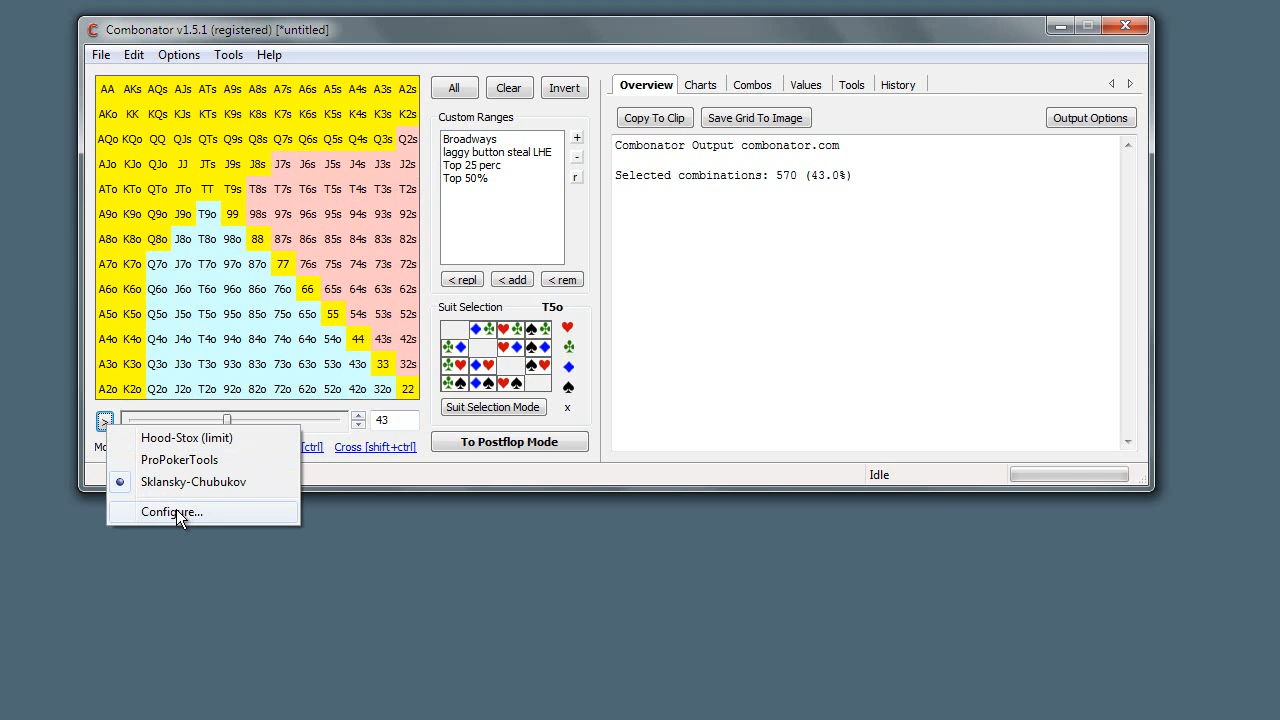 C Combonator v1.5.1 (registered) [*untitled]
File Edit Options Tools Help
AA AKs AQs AJs ATs A9s A8s A7s A6s A5s A4s A3s A2s
AKo KK KQs KJs KTs K9s K8s K7s K6s K5s K4s K3s K2s
AQo KQo QQ QJs QTs Q9s Q8s Q7s Q6s Q5s Q4s Q3s Q2s
AJo KJo QJo JJ JTs J9s J8s J7s J6s J5s J4s J3s J2s
ATo KTo QTo JTo TT T9s T8s T7s T6s T5s T4s T3s T2s
A9o K9o Q9o J9o T9o 99 98s 97s 96s 95s 94s 93s 92s
A8o K8o Q8o J8o T8o 98o 88 87s 86s 85s 84s 83s 82s
A7o K7o Q7o J7o T7o 97o 87o 77 76s 75s 74s 73s 72s
A6o K6o Q6o J6o T6o 96o 86o 76o 66 65s 64s 63s 62s
A5o K5o Q5o J5o T5o 95o 85o 75o 65o 55 54s 53s 52s
A4o K4o Q4o J4o T4o 94o 84o 74o 64o 54o 44 43s 42s
A3o K3o Q3o J3o T3o 93o 83o 73o 63o 53o 43o 33 32s
A2o K2o Q2o J2o T2o 92o 82o 72o 62o 52o 42o 32o 22
> 43
[ctrl] Cross [shift+ctrl]
Hood-Stox (limit)
ProPokerTools
Sklansky-Chubukov
Configure...
All Clear Invert
Custom Ranges
Broadways
laggy button steal LHE
Top 25 perc
Top 50%
+
-
r
< repl < add < rem
Suit Selection T5o
Suit Selection Mode x
To Postflop Mode
Overview Charts Combos Values Tools History
Copy To Clip Save Grid To Image Output Options
Combonator Output combonator.com
Selected combinations: 570 (43.0%)
Idle